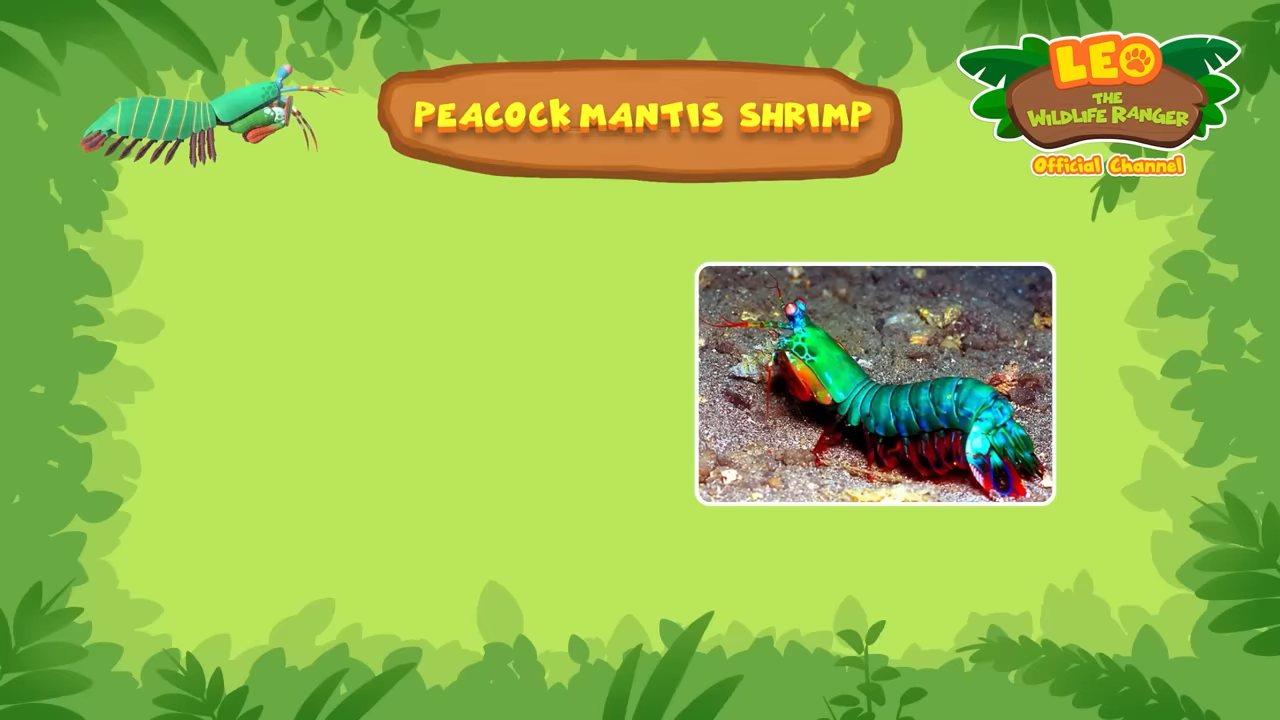 PEACOCK MANTIS SHRIMP
LEO
THE
WILDLIFE RANGER
Official Channel